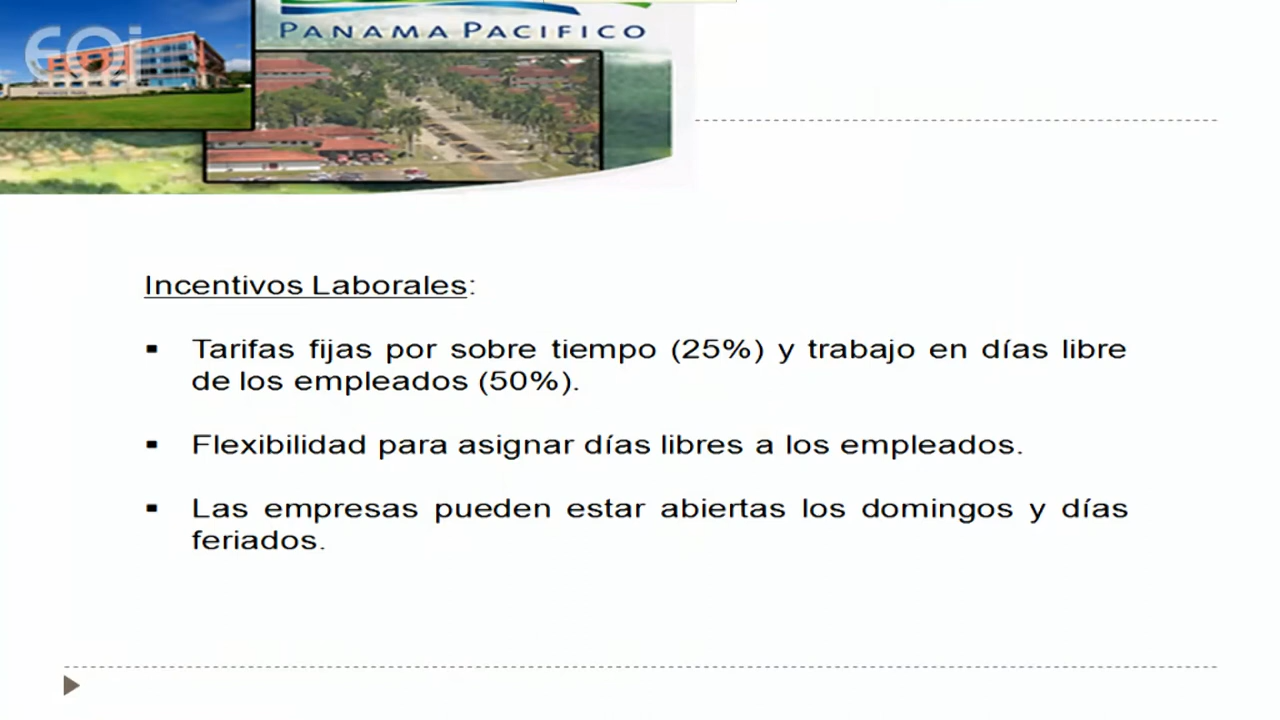 EOi
PANAMA PACIFICO
Incentivos Laborales:
▪ Tarifas fijas por sobre tiempo (25%) y trabajo en días libre
de los empleados (50%).
▪ Flexibilidad para asignar días libres a los empleados.
▪ Las empresas pueden estar abiertas los domingos y días
feriados.